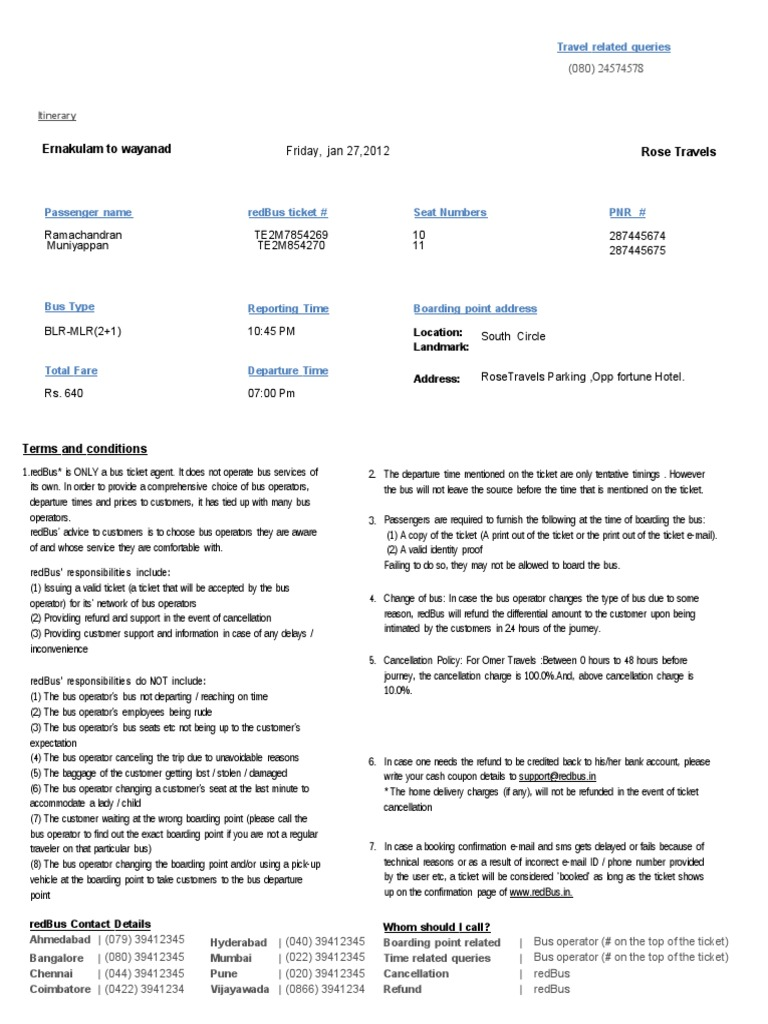 Travel related queries
(080) 24574578
Itinerary
Ernakulam to wayanad Friday, jan 27,2012 Rose Travels
Passenger name redBus ticket # Seat Numbers PNR #
Ramachandran TE2M7854269 10 287445674
Muniyappan TE2M854270 11 287445675
Bus Type Reporting Time Boarding point address
BLR-MLR(2+1) 10:45 PM Location: South Circle
Landmark:
Total Fare Departure Time Address: RoseTravels Parking ,Opp fortune Hotel.
Rs. 640 07:00 Pm
Terms and conditions
1.redBus* is ONLY a bus ticket agent. It does not operate bus services of
its own. In order to provide a comprehensive choice of bus operators,
departure times and prices to customers, it has tied up with many bus
operators.
redBus' advice to customers is to choose bus operators they are aware
of and whose service they are comfortable with.
redBus' responsibilities include:
(1) Issuing a valid ticket (a ticket that will be accepted by the bus
operator) for its' network of bus operators
(2) Providing refund and support in the event of cancellation
(3) Providing customer support and information in case of any delays /
inconvenience
redBus' responsibilities do NOT include:
(1) The bus operator's bus not departing / reaching on time
(2) The bus operator's employees being rude
(3) The bus operator's bus seats etc not being up to the customer's
expectation
(4) The bus operator canceling the trip due to unavoidable reasons
(5) The baggage of the customer getting lost / stolen / damaged
(6) The bus operator changing a customer's seat at the last minute to
accommodate a lady / child
(7) The customer waiting at the wrong boarding point (please call the
bus operator to find out the exact boarding point if you are not a regular
traveler on that particular bus)
(8) The bus operator changing the boarding point and/or using a pick-up
vehicle at the boarding point to take customers to the bus departure
point
2. The departure time mentioned on the ticket are only tentative timings . However
the bus will not leave the source before the time that is mentioned on the ticket.
3. Passengers are required to furnish the following at the time of boarding the bus:
(1) A copy of the ticket (A print out of the ticket or the print out of the ticket e-mail).
(2) A valid identity proof
Failing to do so, they may not be allowed to board the bus.
4. Change of bus: In case the bus operator changes the type of bus due to some
reason, redBus will refund the differential amount to the customer upon being
intimated by the customers in 24 hours of the journey.
5. Cancellation Policy: For Omer Travels :Between 0 hours to 48 hours before
journey, the cancellation charge is 100.0%.And, above cancellation charge is
10.0%.
6. In case one needs the refund to be credited back to his/her bank account, please
write your cash coupon details to support@redbus.in
* The home delivery charges (if any), will not be refunded in the event of ticket
cancellation
7. In case a booking confirmation e-mail and sms gets delayed or fails because of
technical reasons or as a result of incorrect e-mail ID / phone number provided
by the user etc, a ticket will be considered 'booked' as long as the ticket shows
up on the confirmation page of www.redBus.in.
redBus Contact Details
Ahmedabad | (079) 39412345 Hyderabad | (040) 39412345
Bangalore | (080) 39412345 Mumbai | (022) 39412345
Chennai | (044) 39412345 Pune | (020) 39412345
Coimbatore | (0422) 3941234 Vijayawada | (0866) 3941234
Whom should I call?
Boarding point related | Bus operator (# on the top of the ticket)
Time related queries | Bus operator (# on the top of the ticket)
Cancellation | redBus
Refund | redBus